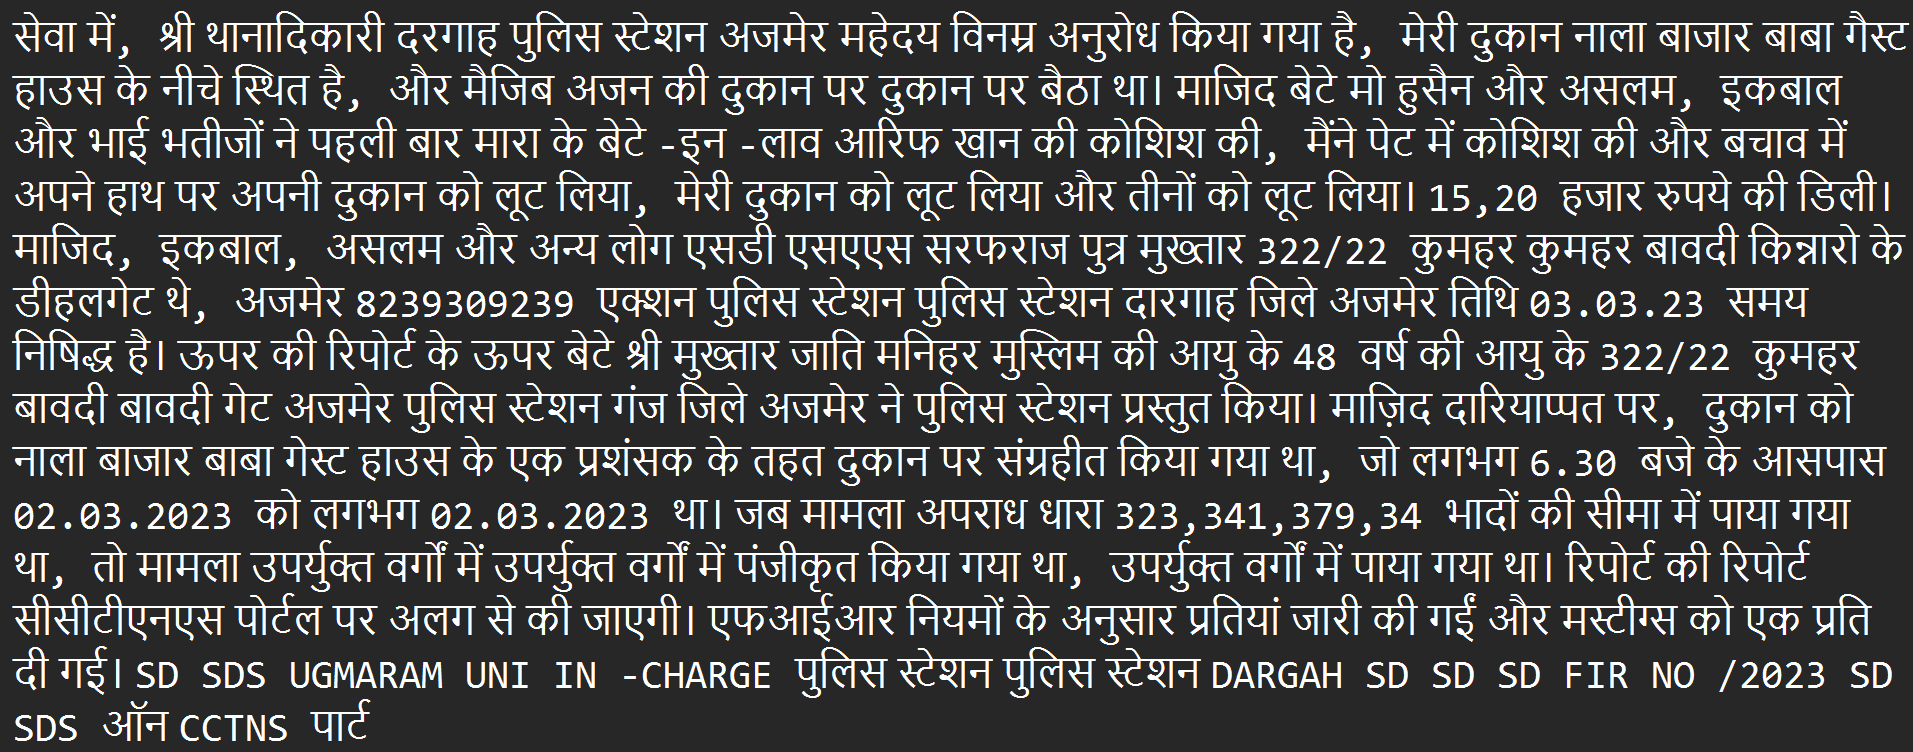 सेवा में, श्री थानादिकारी दरगाह पुलिस स्टेशन अजमेर महेदय विनम्र अनुरोध किया गया है, मेरी दुकान नाला बाजार बाबा गैस्ट
हाउस के नीचे स्थित है, और मैजिब अजन की दुकान पर दुकान पर बैठा था। माजिद बेटे मो हुसैन और असलम, इकबाल
और भाई भतीजों ने पहली बार मारा के बेटे -इन -लाव आरिफ खान की कोशिश की, मैंने पेट में कोशिश की और बचाव में
अपने हाथ पर अपनी दुकान को लूट लिया, मेरी दुकान को लूट लिया और तीनों को लूट लिया। 15,20 हजार रुपये की डिली।
माजिद, इकबाल, असलम और अन्य लोग एसडी एसएएस सरफराज पुत्र मुख्तार 322/22 कुमहर कुमहर बावदी किन्नारो के
डीहलगेट थे, अजमेर 8239309239 एक्शन पुलिस स्टेशन पुलिस स्टेशन दारगाह जिले अजमेर तिथि 03.03.23 समय
निषिद्ध है। ऊपर की रिपोर्ट के ऊपर बेटे श्री मुख्तार जाति मनिहर मुस्लिम की आयु के 48 वर्ष की आयु के 322/22 कुमहर
बावदी बावदी गेट अजमेर पुलिस स्टेशन गंज जिले अजमेर ने पुलिस स्टेशन प्रस्तुत किया। माज़िद दारियाप्पत पर, दुकान को
नाला बाजार बाबा गेस्ट हाउस के एक प्रशंसक के तहत दुकान पर संग्रहीत किया गया था, जो लगभग 6.30 बजे के आसपास
02.03.2023 को लगभग 02.03.2023 था। जब मामला अपराध धारा 323,341,379,34 भादों की सीमा में पाया गया
था, तो मामला उपर्युक्त वर्गों में उपर्युक्त वर्गों में पंजीकृत किया गया था, उपर्युक्त वर्गों में पाया गया था। रिपोर्ट की रिपोर्ट
सीसीटीएनएस पोर्टल पर अलग से की जाएगी। एफआईआर नियमों के अनुसार प्रतियां जारी की गईं और मस्टीग्स को एक प्रति
दी गई। SD SDS UGMARAM UNI IN -CHARGE पुलिस स्टेशन पुलिस स्टेशन DARGAH SD SD SD FIR NO /2023 SD
SDS ऑन CCTNS पार्ट